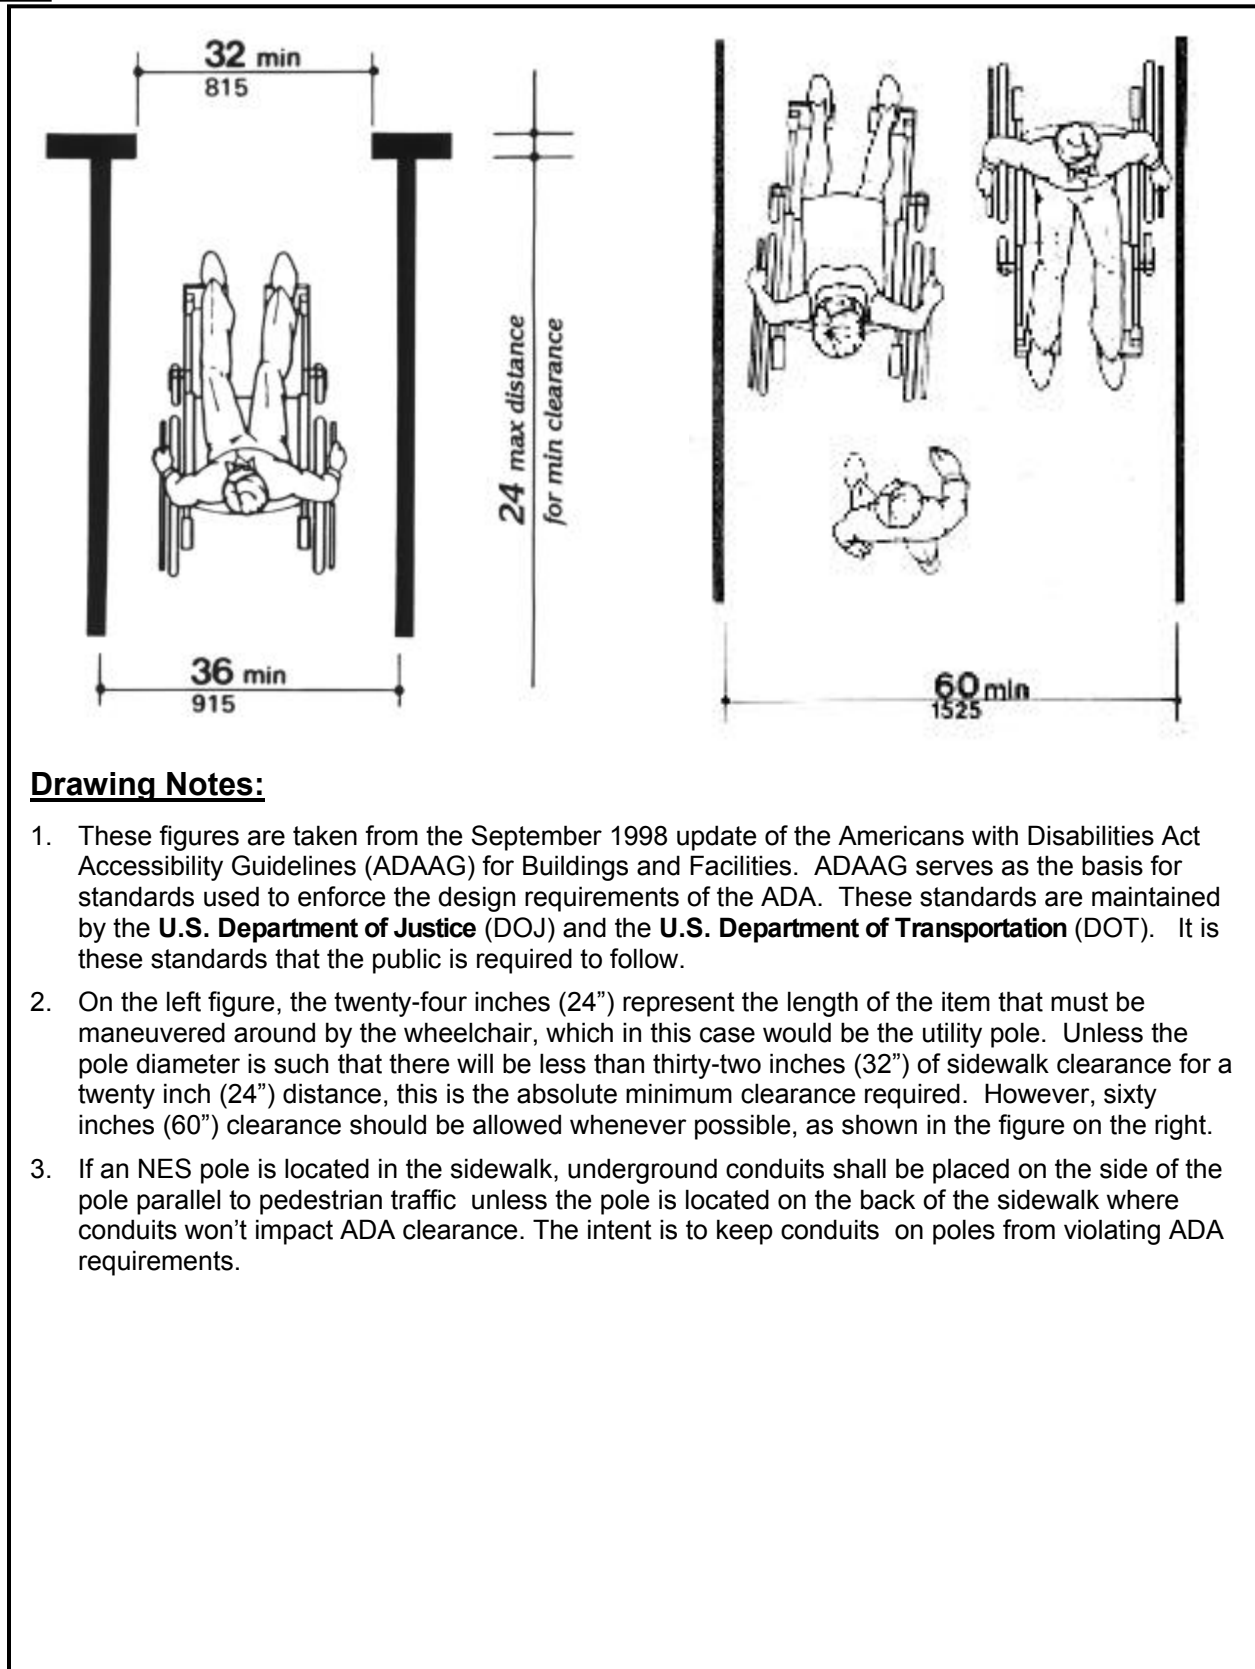 32 min
815
24 max distance
for min clearance
36 min
915
60 min
1525
Drawing Notes:
1. These figures are taken from the September 1998 update of the Americans with Disabilities Act
Accessibility Guidelines (ADAAG) for Buildings and Facilities. ADAAG serves as the basis for
standards used to enforce the design requirements of the ADA. These standards are maintained
by the U.S. Department of Justice (DOJ) and the U.S. Department of Transportation (DOT). It is
these standards that the public is required to follow.
2. On the left figure, the twenty-four inches (24”) represent the length of the item that must be
maneuvered around by the wheelchair, which in this case would be the utility pole. Unless the
pole diameter is such that there will be less than thirty-two inches (32”) of sidewalk clearance for a
twenty inch (24”) distance, this is the absolute minimum clearance required. However, sixty
inches (60”) clearance should be allowed whenever possible, as shown in the figure on the right.
3. If an NES pole is located in the sidewalk, underground conduits shall be placed on the side of the
pole parallel to pedestrian traffic unless the pole is located on the back of the sidewalk where
conduits won’t impact ADA clearance. The intent is to keep conduits on poles from violating ADA
requirements.